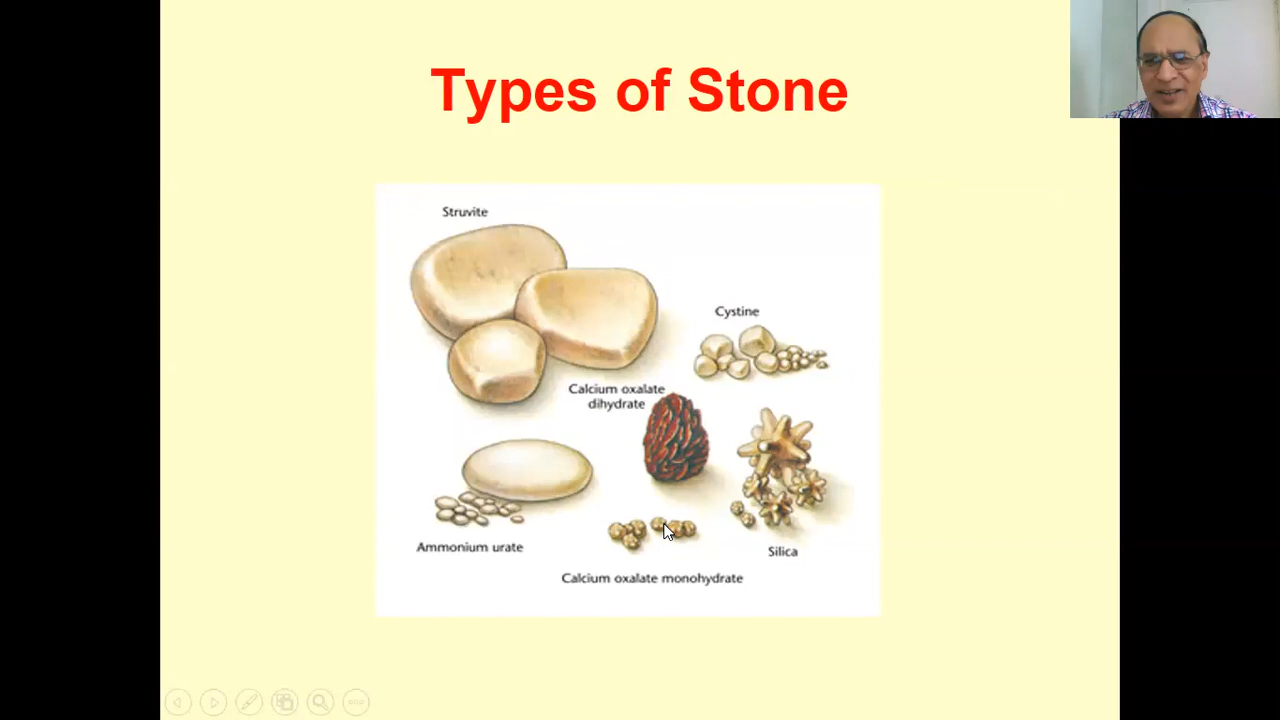 Types of Stone
Struvite
Cystine
Calcium oxalate
dihydrate
Ammonium urate
Silica
Calcium oxalate monohydrate